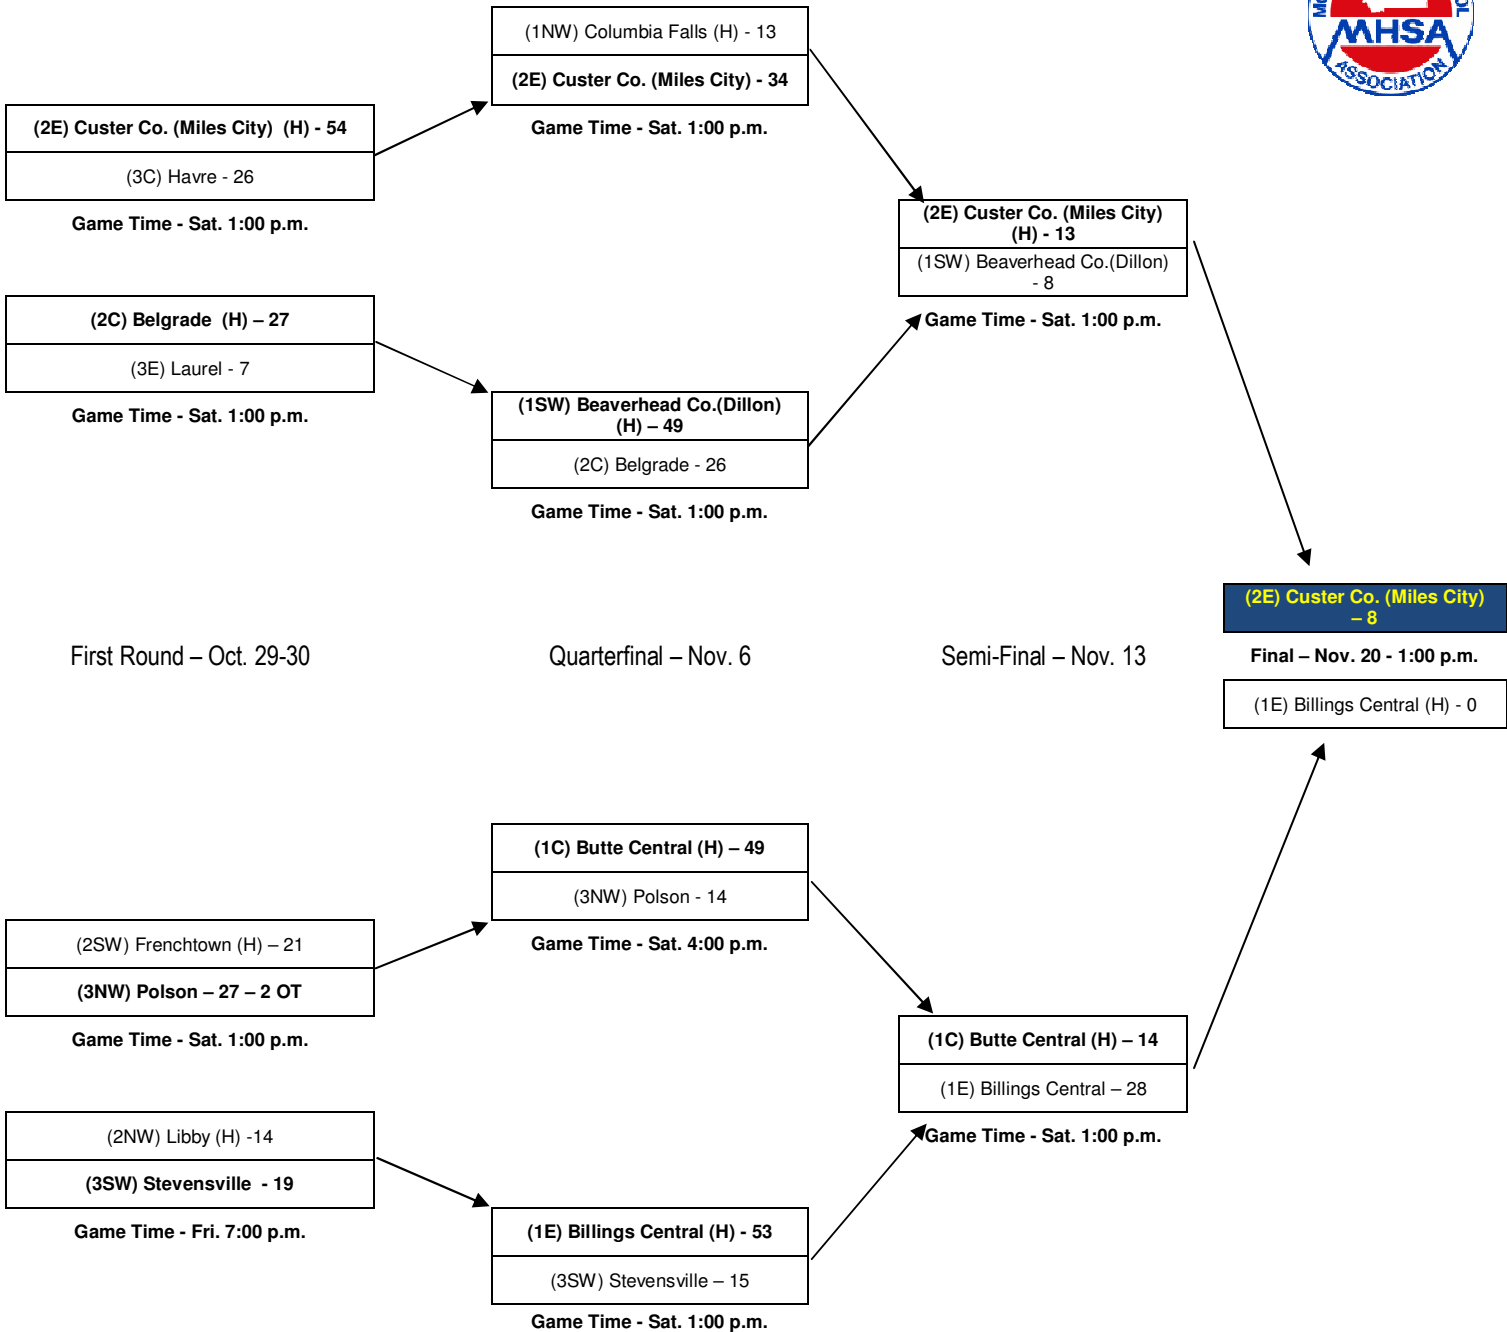 (1NW) Columbia Falls (H) - 13
(2E) Custer Co. (Miles City) - 34
Game Time - Sat. 1:00 p.m.
MHSA
ASSOCIATION
(2E) Custer Co. (Miles City)  (H) - 54
(3C) Havre - 26
Game Time - Sat. 1:00 p.m.
(2E) Custer Co. (Miles City)
(H) - 13
(1SW) Beaverhead Co.(Dillon)
- 8
Game Time - Sat. 1:00 p.m.
(2C) Belgrade  (H) – 27
(3E) Laurel - 7
Game Time - Sat. 1:00 p.m.
(1SW) Beaverhead Co.(Dillon)
(H) – 49
(2C) Belgrade - 26
Game Time - Sat. 1:00 p.m.
(2E) Custer Co. (Miles City)
– 8
First Round – Oct. 29-30
Quarterfinal – Nov. 6
Semi-Final – Nov. 13
Final – Nov. 20 - 1:00 p.m.
(1E) Billings Central (H) - 0
(1C) Butte Central (H) – 49
(3NW) Polson - 14
Game Time - Sat. 4:00 p.m.
(2SW) Frenchtown (H) – 21
(3NW) Polson – 27 – 2 OT
Game Time - Sat. 1:00 p.m.
(1C) Butte Central (H) – 14
(1E) Billings Central – 28
Game Time - Sat. 1:00 p.m.
(2NW) Libby (H) -14
(3SW) Stevensville  - 19
Game Time - Fri. 7:00 p.m.
(1E) Billings Central (H) - 53
(3SW) Stevensville – 15
Game Time - Sat. 1:00 p.m.